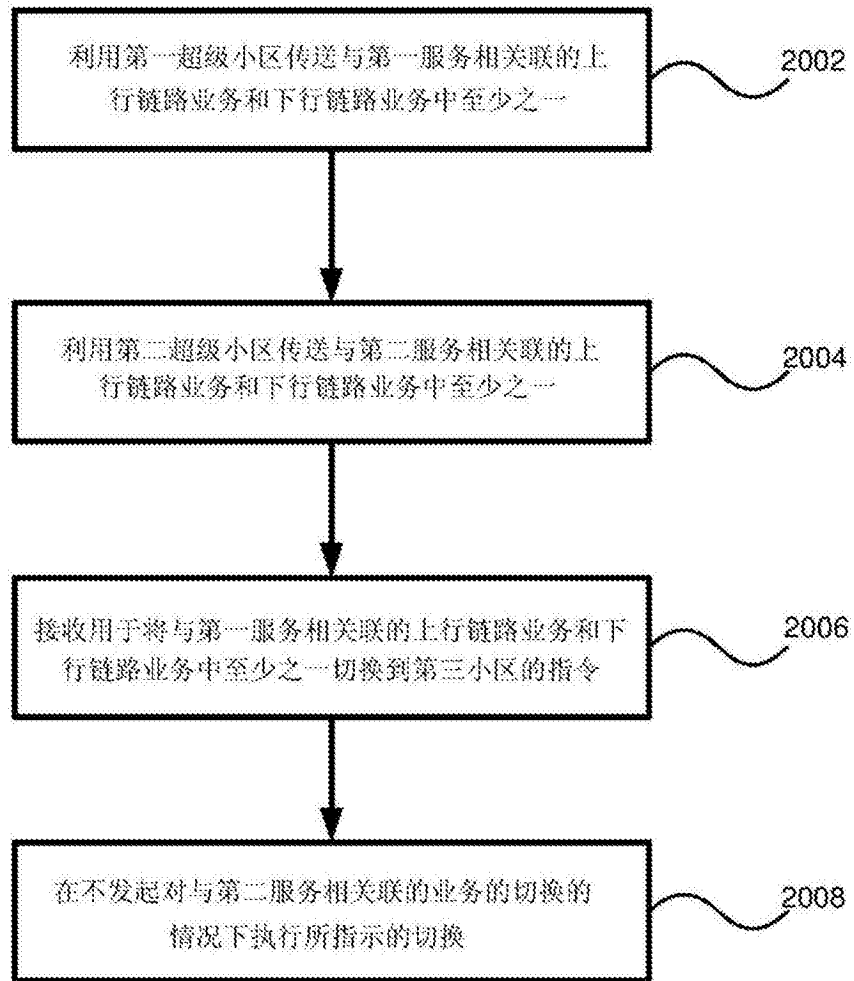 利用第一超级小区传送与第一服务相关联的上
行链路业务和下行链路业务中至少之一
2002
利用第二超级小区传送与第二服务相关联的上
行链路业务和下行链路业务中至少之一
2004
接收用于将与第一服务相关联的上行链路业务和下
行链路业务中至少之一切换到第三小区的指令
2006
在不发起对与第二服务相关联的业务的切换的
情况下执行所指示的切换
2008